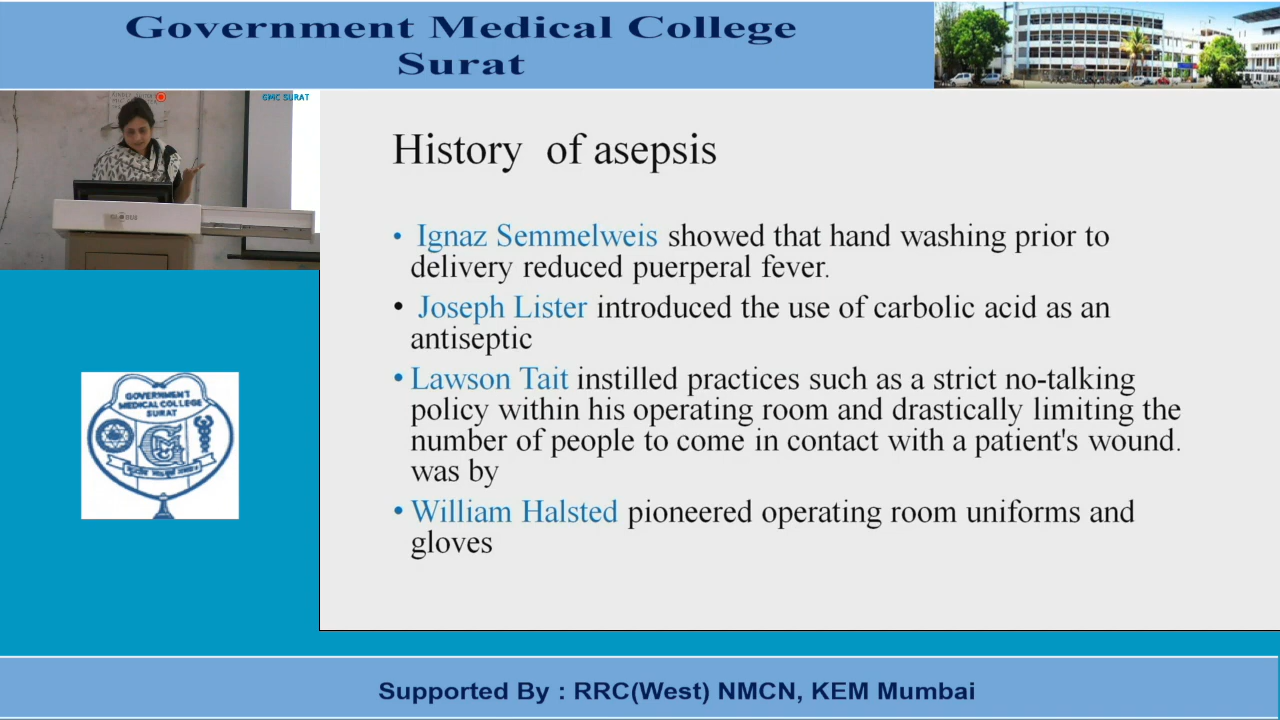 Government Medical College
Surat
GMC SURAT
History of asepsis
• Ignaz Semmelweis showed that hand washing prior to
delivery reduced puerperal fever.
• Joseph Lister introduced the use of carbolic acid as an
antiseptic
• Lawson Tait instilled practices such as a strict no-talking
policy within his operating room and drastically limiting the
number of people to come in contact with a patient's wound.
was by
• William Halsted pioneered operating room uniforms and
gloves
GOVERNMENT
MEDICAL COLLEGE
SURAT
Supported By : RRC(West) NMCN, KEM Mumbai